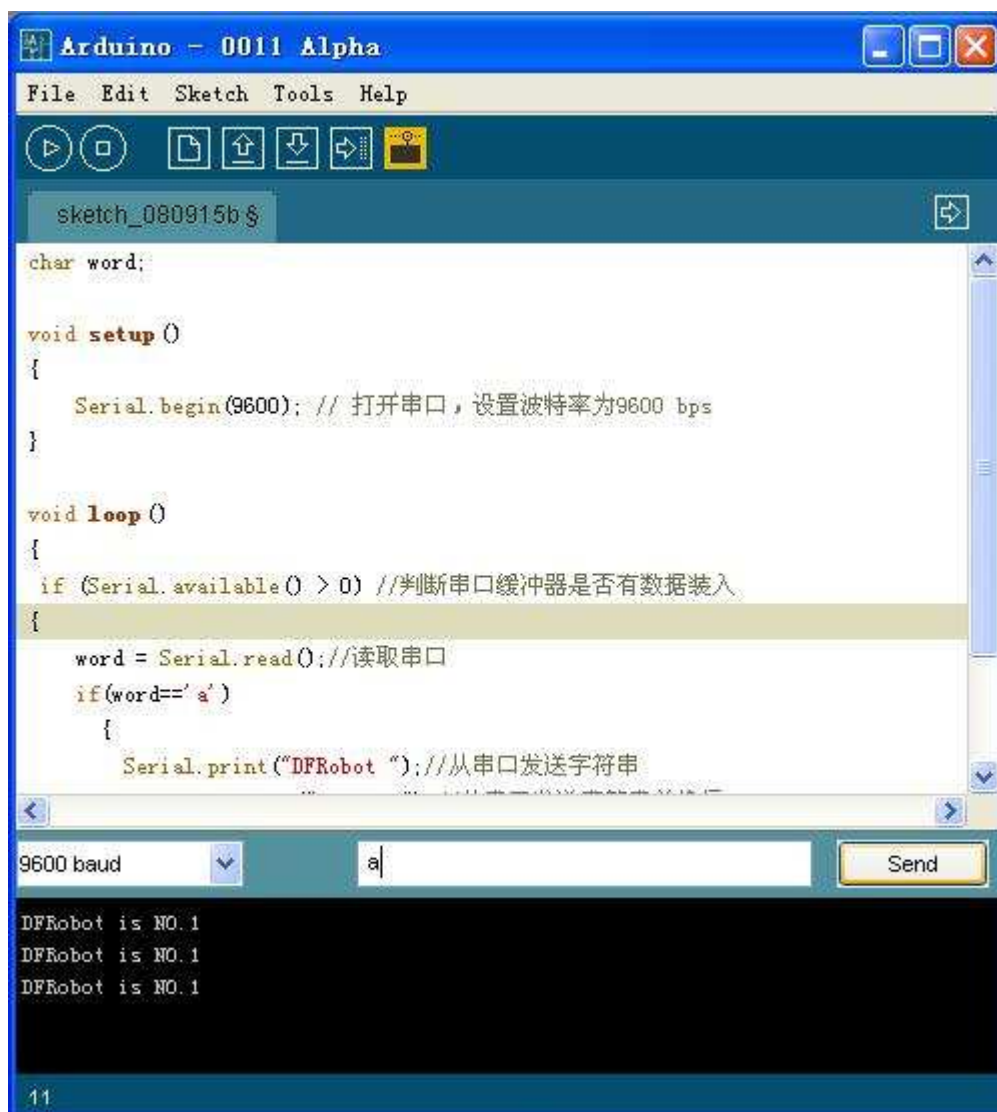 Arduino - 0011 Alpha
File Edit Sketch Tools Help
sketch_080915b §
char word;
void setup()
{
Serial.begin(9600); // 打开串口，设置波特率为9600 bps
}
void loop()
{
if (Serial.available() > 0) //判断串口缓冲器是否有数据装入
{
word = Serial.read();//读取串口
if(word=='a')
{
Serial.print("DFRobot ");//从串口发送字符串
9600 baud
a
Send
DFRobot is NO.1
DFRobot is NO.1
DFRobot is NO.1
11